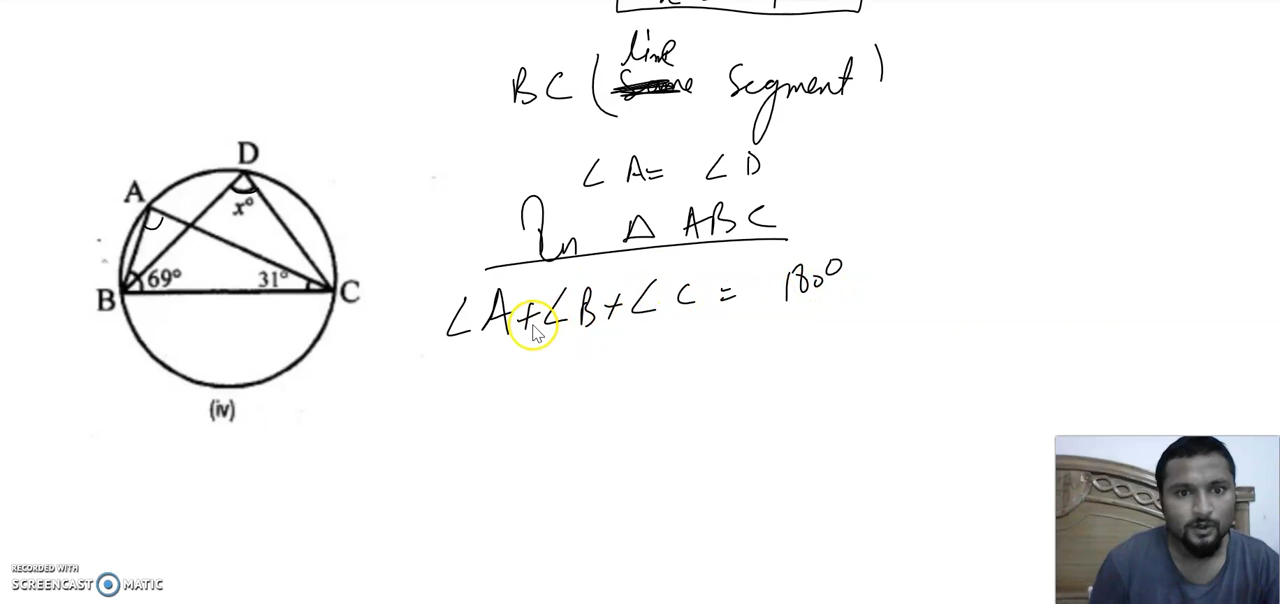 BC ( line Segment )
∠ A = ∠ D
In Δ ABC
∠ A + ∠ B + ∠ C = 180°
D
A
x°
B 69° 31° C
(iv)
RECORDED WITH
SCREENCAST MATIC